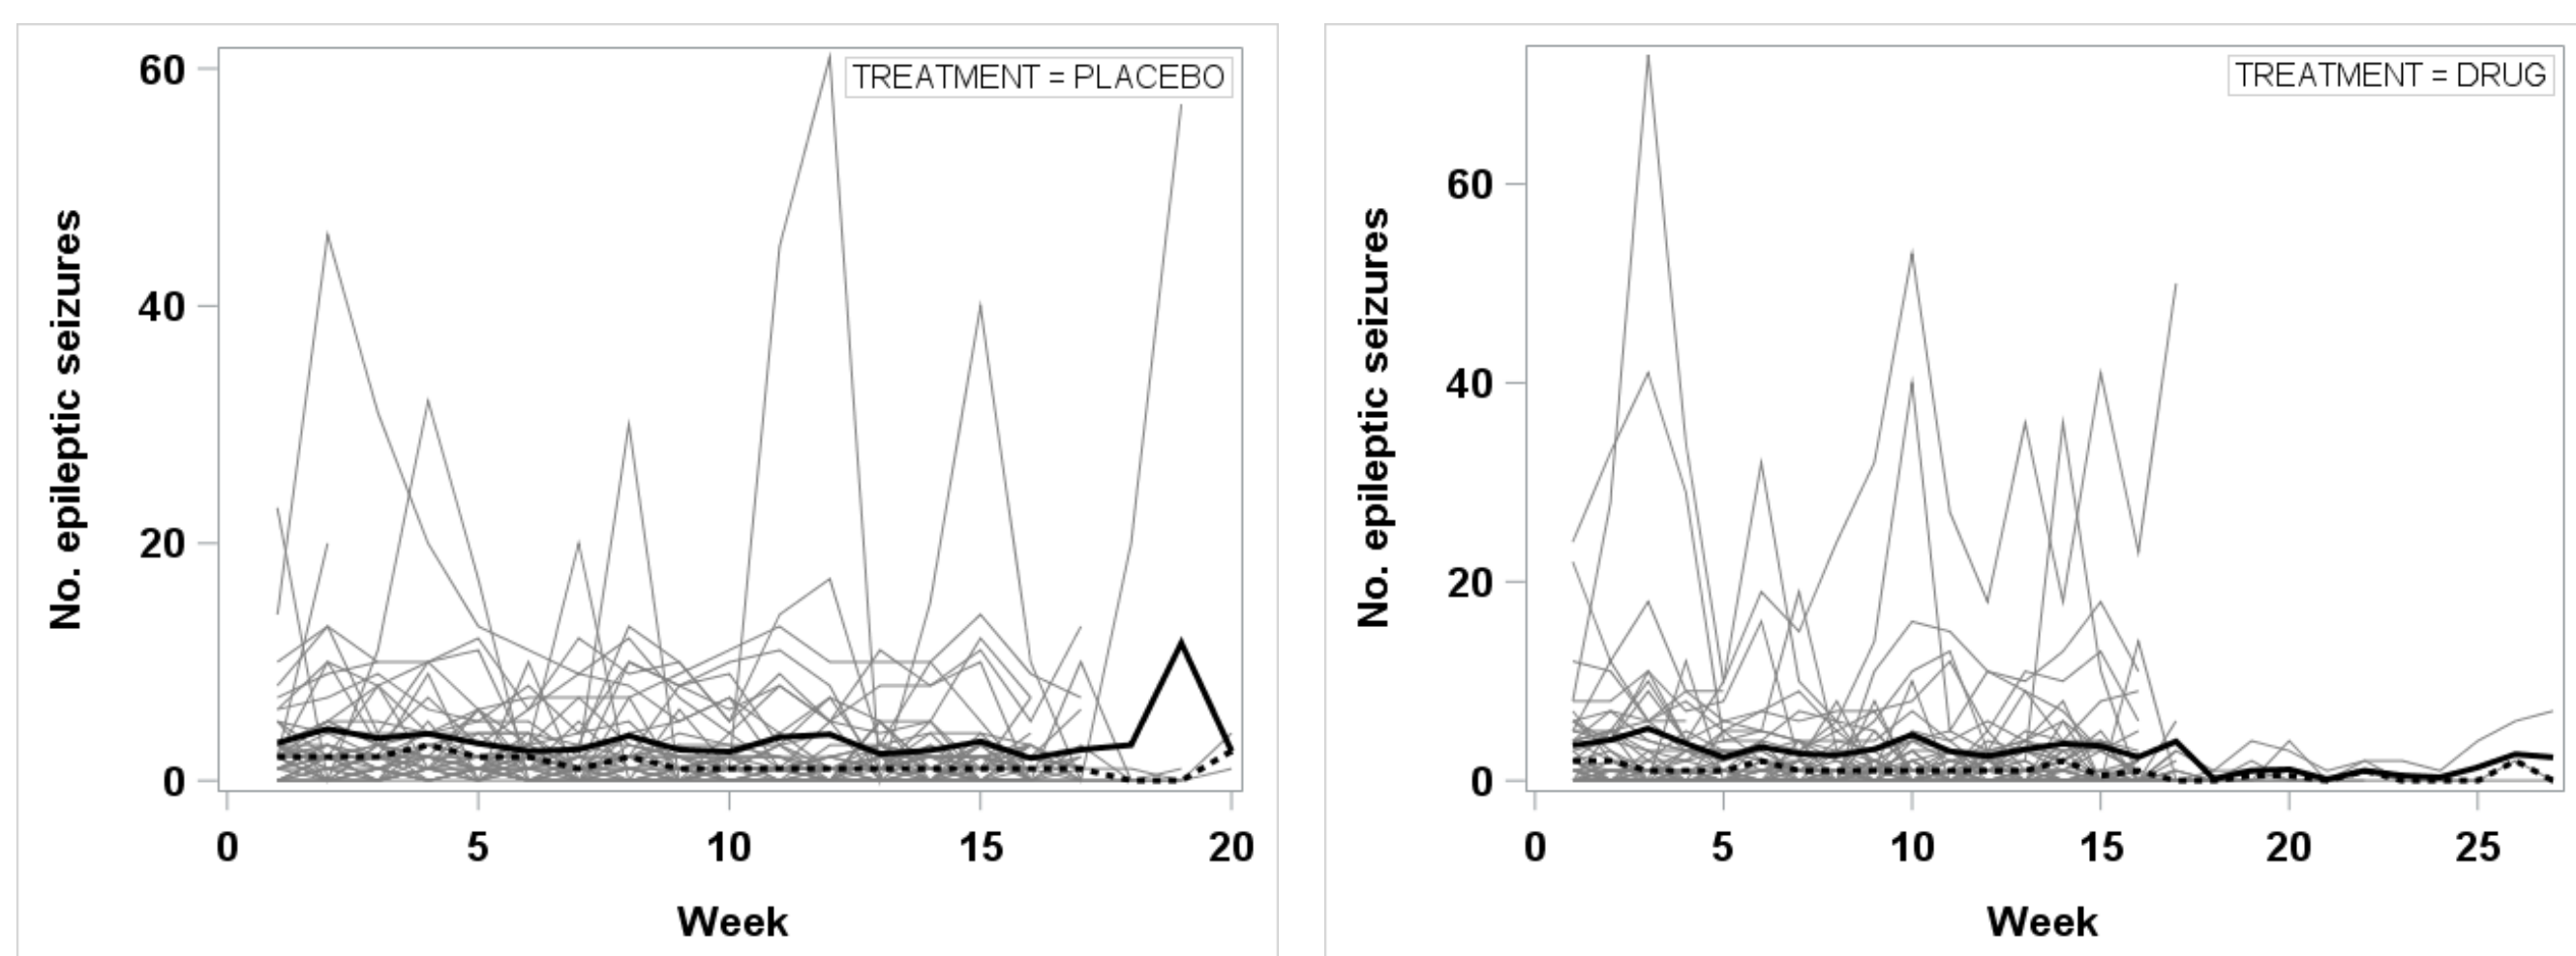 No. epileptic seizures
60
40
20
0
TREATMENT = PLACEBO
0 5 10 15 20
Week
No. epileptic seizures
60
40
20
0
TREATMENT = DRUG
0 5 10 15 20 25
Week